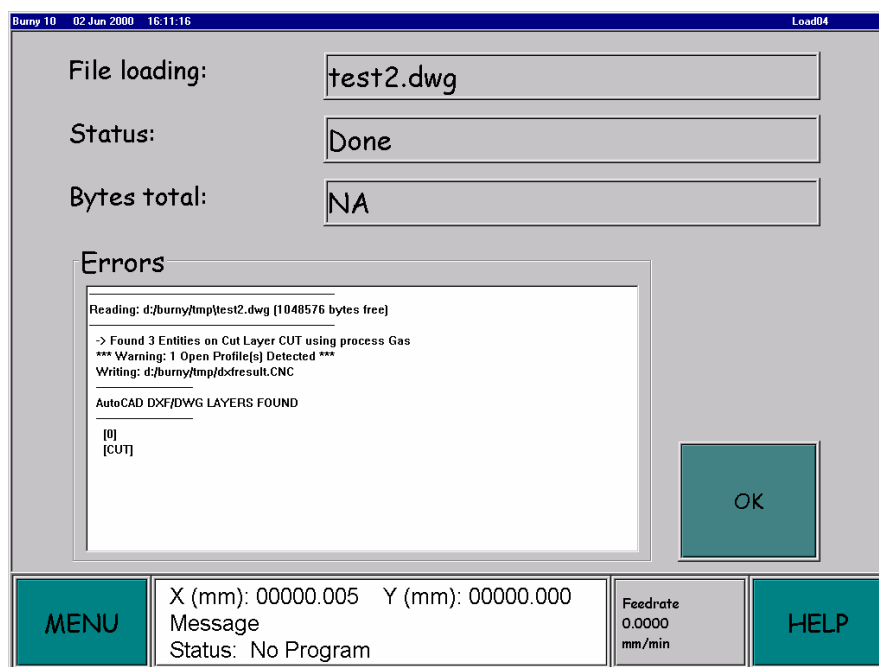 Burny 10 02 Jun 2000 16:11:16 Load04
File loading: test2.dwg
Status: Done
Bytes total: NA
Errors
Reading: d:/burny/tmp\test2.dwg (1048576 bytes free)
-> Found 3 Entities on Cut Layer CUT using process Gas
*** Warning: 1 Open Profile(s) Detected ***
Writing: d:/burny/tmp/dxfresult.CNC
AutoCAD DXF/DWG LAYERS FOUND
[0]
[CUT]
OK
MENU
X (mm): 00000.005 Y (mm): 00000.000
Message
Status: No Program
Feedrate
0.0000
mm/min
HELP